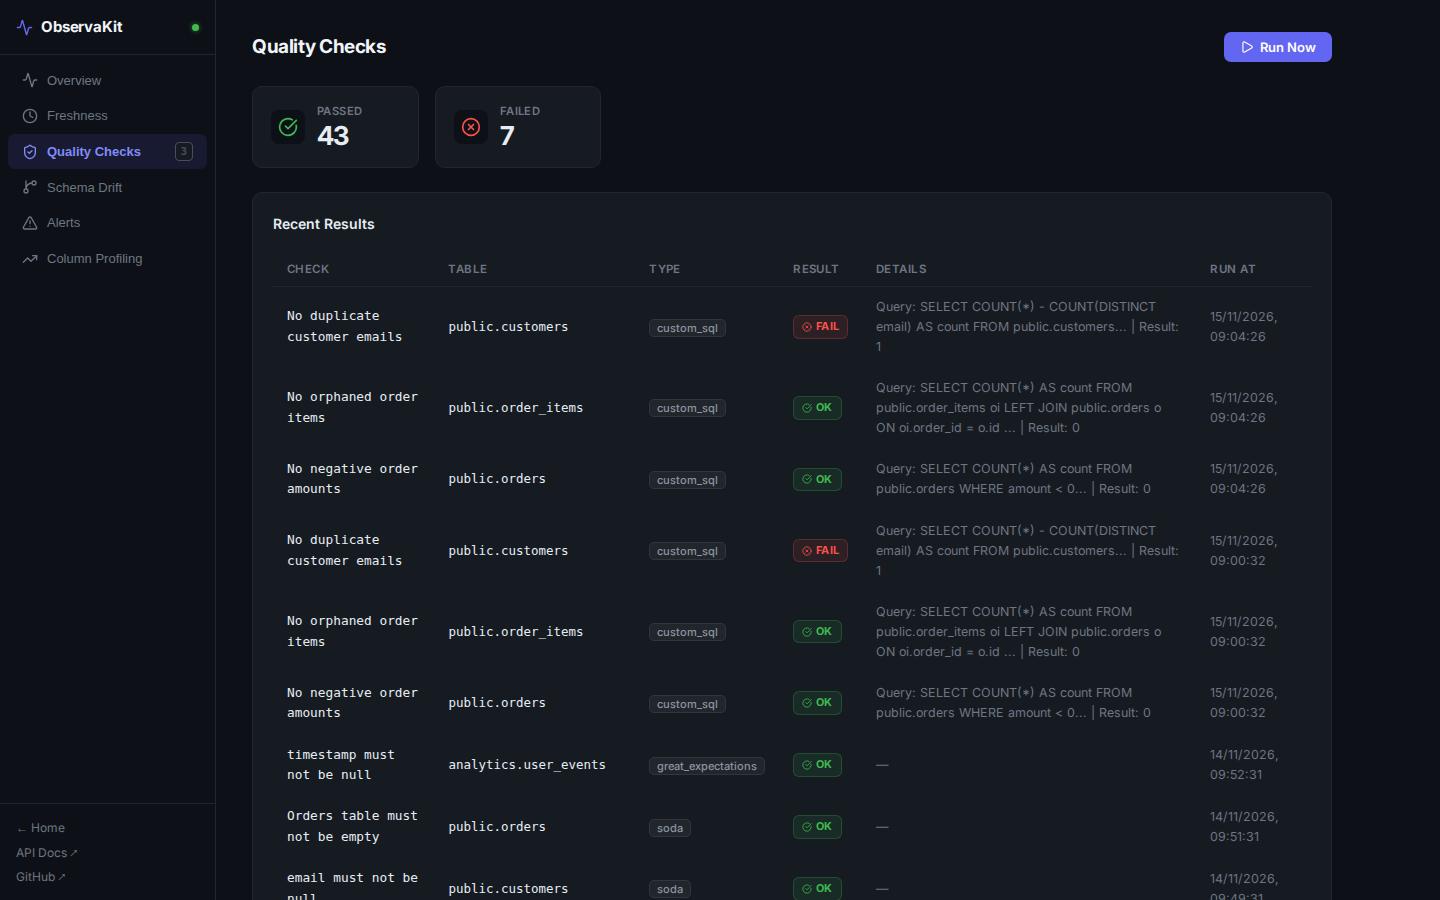 ObservaKit
Overview
Freshness
Quality Checks 3
Schema Drift
Alerts
Column Profiling
← Home
API Docs ↗
GitHub ↗
Quality Checks
Run Now
PASSED
43
FAILED
7
Recent Results
CHECK TABLE TYPE RESULT DETAILS RUN AT
No duplicate
customer emails
public.customers
custom_sql
FAIL
Query: SELECT COUNT(*) - COUNT(DISTINCT
email) AS count FROM public.customers... | Result:
1
15/11/2026,
09:04:26
No orphaned order
items
public.order_items
custom_sql
OK
Query: SELECT COUNT(*) AS count FROM
public.order_items oi LEFT JOIN public.orders o
ON oi.order_id = o.id ... | Result: 0
15/11/2026,
09:04:26
No negative order
amounts
public.orders
custom_sql
OK
Query: SELECT COUNT(*) AS count FROM
public.orders WHERE amount < 0... | Result: 0
15/11/2026,
09:04:26
No duplicate
customer emails
public.customers
custom_sql
FAIL
Query: SELECT COUNT(*) - COUNT(DISTINCT
email) AS count FROM public.customers... | Result:
1
15/11/2026,
09:00:32
No orphaned order
items
public.order_items
custom_sql
OK
Query: SELECT COUNT(*) AS count FROM
public.order_items oi LEFT JOIN public.orders o
ON oi.order_id = o.id ... | Result: 0
15/11/2026,
09:00:32
No negative order
amounts
public.orders
custom_sql
OK
Query: SELECT COUNT(*) AS count FROM
public.orders WHERE amount < 0... | Result: 0
15/11/2026,
09:00:32
timestamp must
not be null
analytics.user_events
great_expectations
OK
—
14/11/2026,
09:52:31
Orders table must
not be empty
public.orders
soda
OK
—
14/11/2026,
09:51:31
email must not be
null
public.customers
soda
OK
—
14/11/2026,
09:49:31